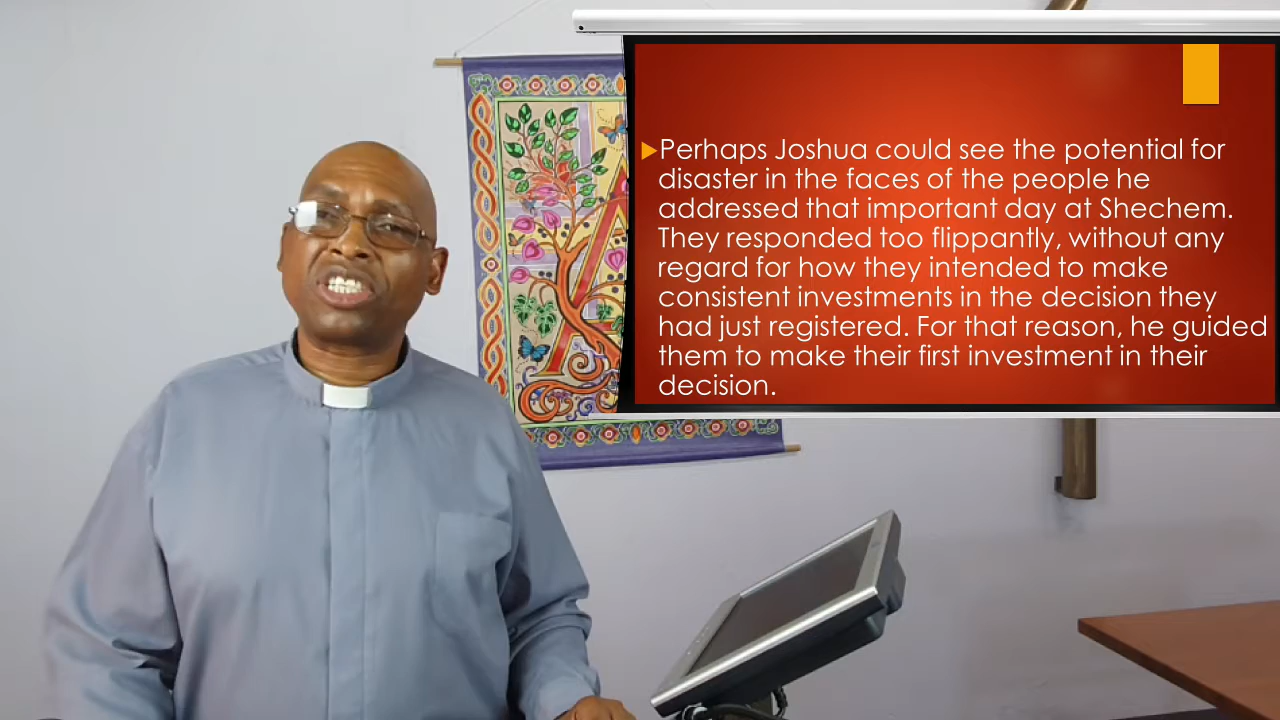 Perhaps Joshua could see the potential for
disaster in the faces of the people he
addressed that important day at Shechem.
They responded too flippantly, without any
regard for how they intended to make
consistent investments in the decision they
had just registered. For that reason, he guided
them to make their first investment in their
decision.